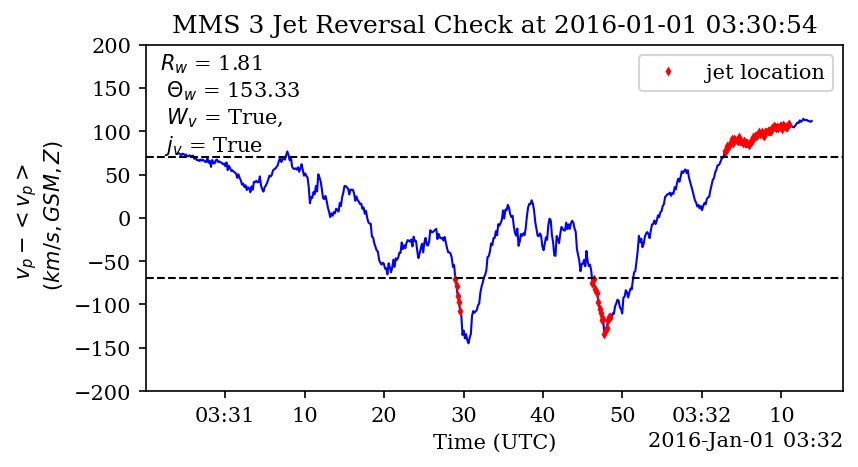 MMS 3 Jet Reversal Check at 2016-01-01 03:30:54
200
150
100
50
0
−50
−100
−150
−200
v_p − < v_p >
(km/s, GSM, Z)
R_w = 1.81
Θ_w = 153.33
W_v = True,
j_v = True
jet location
03:31 10 20 30 40 50 03:32 10
Time (UTC)
2016-Jan-01 03:32